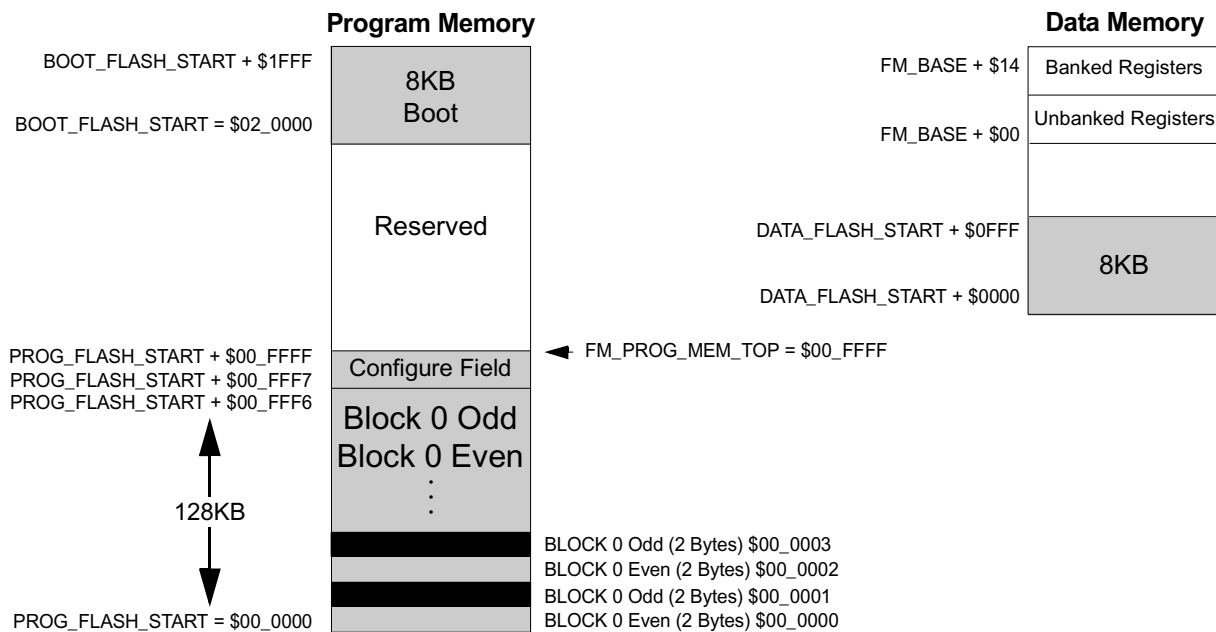 Program Memory
BOOT_FLASH_START + $1FFF
8KB
Boot
BOOT_FLASH_START = $02_0000
Reserved
PROG_FLASH_START + $00_FFFF
FM_PROG_MEM_TOP = $00_FFFF
Configure Field
PROG_FLASH_START + $00_FFF7
PROG_FLASH_START + $00_FFF6
Block 0 Odd
Block 0 Even
128KB
BLOCK 0 Odd (2 Bytes) $00_0003
BLOCK 0 Even (2 Bytes) $00_0002
BLOCK 0 Odd (2 Bytes) $00_0001
PROG_FLASH_START = $00_0000
BLOCK 0 Even (2 Bytes) $00_0000
Data Memory
FM_BASE + $14
Banked Registers
Unbanked Registers
FM_BASE + $00
DATA_FLASH_START + $0FFF
8KB
DATA_FLASH_START + $0000